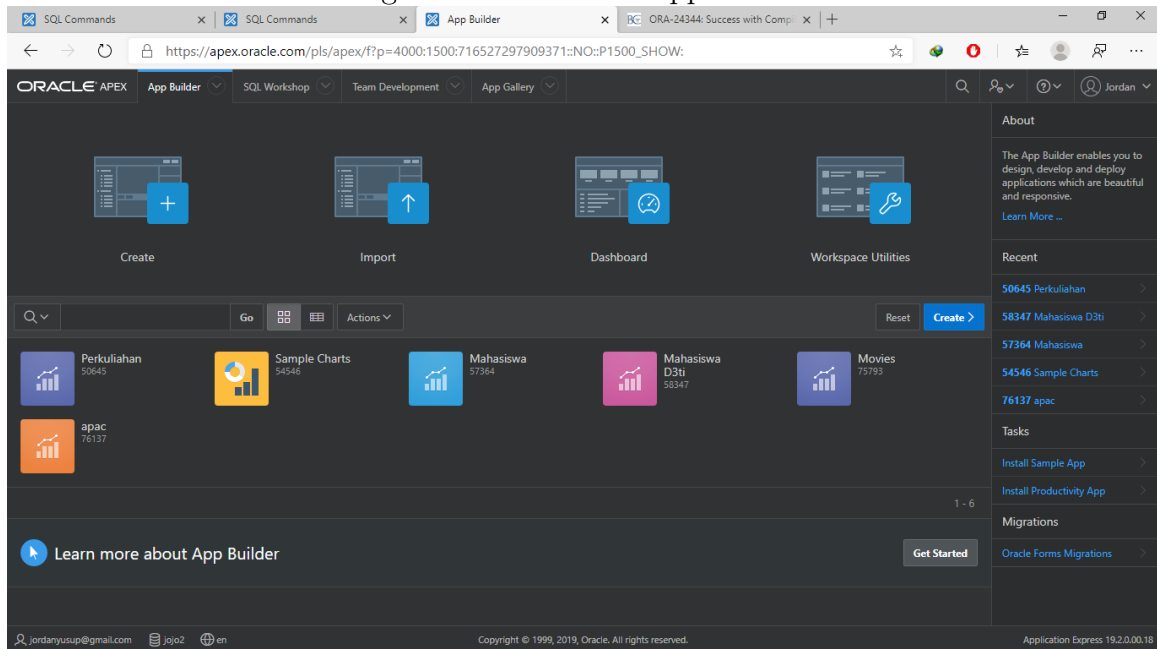 SQL Commands
SQL Commands
App Builder
ORA-24344: Success with Compi
https://apex.oracle.com/pls/apex/f?p=4000:1500:716527297909371::NO::P1500_SHOW:
ORACLE APEX App Builder SQL Workshop Team Development App Gallery Jordan
About
The App Builder enables you to
design, develop and deploy
applications which are beautiful
and responsive.
Learn More ...
Create
Import
Dashboard
Workspace Utilities
Recent
50645 Perkuliahan
58347 Mahasiswa D3ti
57364 Mahasiswa
54546 Sample Charts
76137 apac
Go
Actions
Reset
Create
Perkuliahan
50645
Sample Charts
54546
Mahasiswa
57364
Mahasiswa
D3ti
58347
Movies
75793
apac
76137
1 - 6
Tasks
Install Sample App
Install Productivity App
Migrations
Oracle Forms Migrations
Learn more about App Builder
Get Started
jordanyusup@gmail.com jojo2 en
Copyright © 1999, 2019, Oracle. All rights reserved.
Application Express 19.2.0.00.18